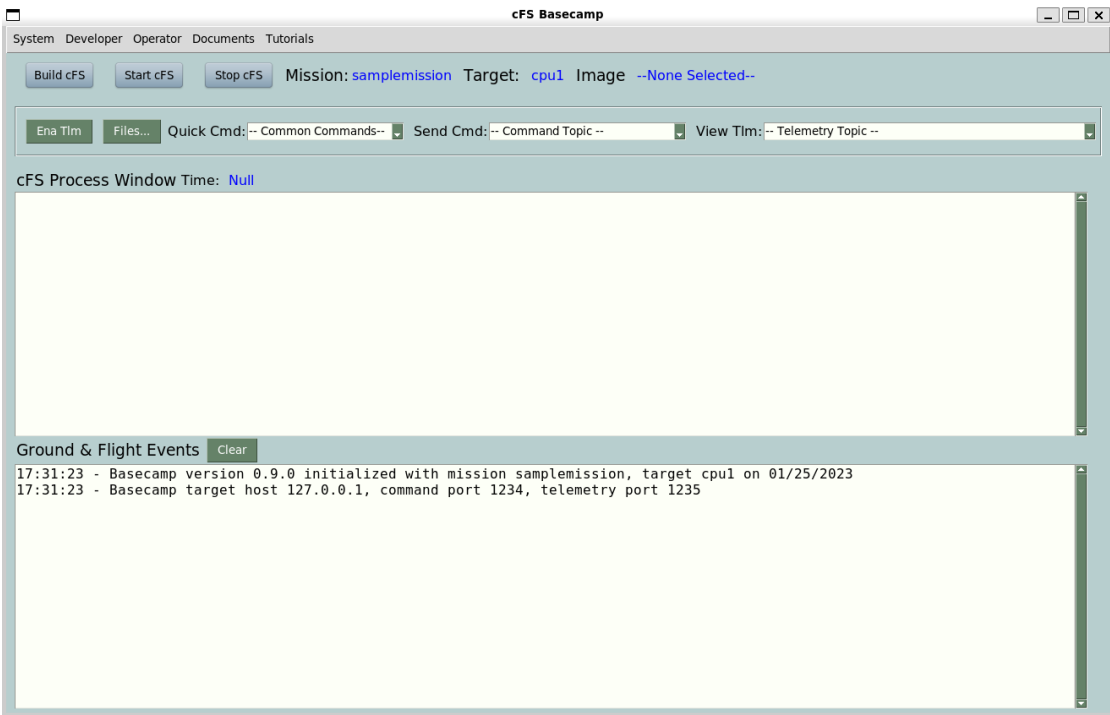 cFS Basecamp
System Developer Operator Documents Tutorials
Build cFS Start cFS Stop cFS Mission: samplemission Target: cpu1 Image --None Selected--
Ena Tlm Files... Quick Cmd: -- Common Commands-- Send Cmd: -- Command Topic -- View Tlm: -- Telemetry Topic --
cFS Process Window Time: Null
Ground & Flight Events Clear
17:31:23 - Basecamp version 0.9.0 initialized with mission samplemission, target cpu1 on 01/25/2023
17:31:23 - Basecamp target host 127.0.0.1, command port 1234, telemetry port 1235